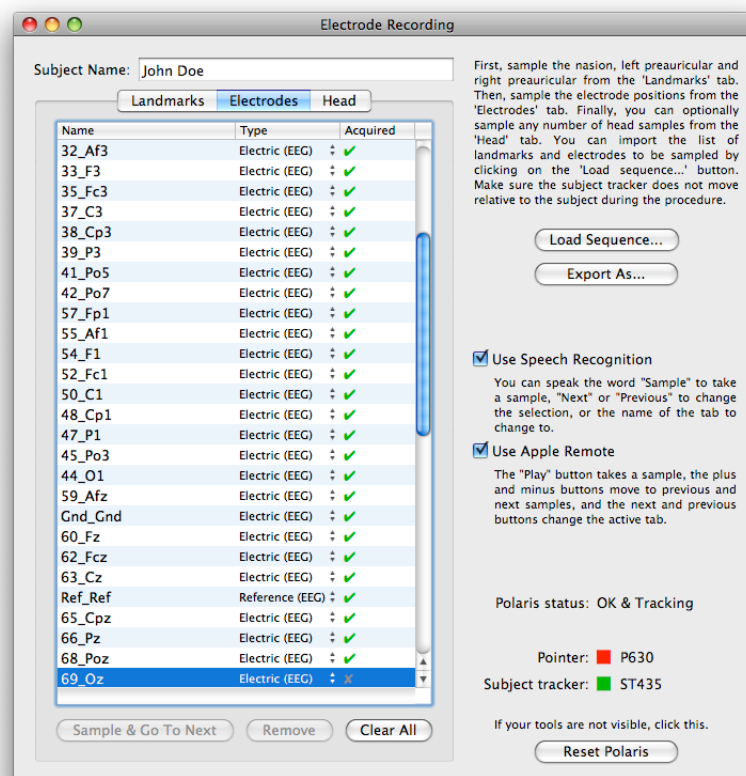 Electrode Recording
Subject Name: John Doe
Landmarks Electrodes Head
Name Type Acquired
32_Af3 Electric (EEG)
33_F3 Electric (EEG)
35_Fc3 Electric (EEG)
37_C3 Electric (EEG)
38_Cp3 Electric (EEG)
39_P3 Electric (EEG)
41_Po5 Electric (EEG)
42_Po7 Electric (EEG)
57_Fp1 Electric (EEG)
55_Af1 Electric (EEG)
54_F1 Electric (EEG)
52_Fc1 Electric (EEG)
50_C1 Electric (EEG)
48_Cp1 Electric (EEG)
47_P1 Electric (EEG)
45_Po3 Electric (EEG)
44_O1 Electric (EEG)
59_Afz Electric (EEG)
Gnd_Gnd Electric (EEG)
60_Fz Electric (EEG)
62_Fcz Electric (EEG)
63_Cz Electric (EEG)
Ref_Ref Reference (EEG)
65_Cpz Electric (EEG)
66_Pz Electric (EEG)
68_Poz Electric (EEG)
69_Oz Electric (EEG)
Sample & Go To Next Remove Clear All
First, sample the nasion, left preauricular and
right preauricular from the 'Landmarks' tab.
Then, sample the electrode positions from the
'Electrodes' tab. Finally, you can optionally
sample any number of head samples from the
'Head' tab. You can import the list of
landmarks and electrodes to be sampled by
clicking on the 'Load sequence...' button.
Make sure the subject tracker does not move
relative to the subject during the procedure.
Load Sequence...
Export As...
Use Speech Recognition
You can speak the word "Sample" to take
a sample, "Next" or "Previous" to change
the selection, or the name of the tab to
change to.
Use Apple Remote
The "Play" button takes a sample, the plus
and minus buttons move to previous and
next samples, and the next and previous
buttons change the active tab.
Polaris status: OK & Tracking
Pointer: P630
Subject tracker: ST435
If your tools are not visible, click this.
Reset Polaris